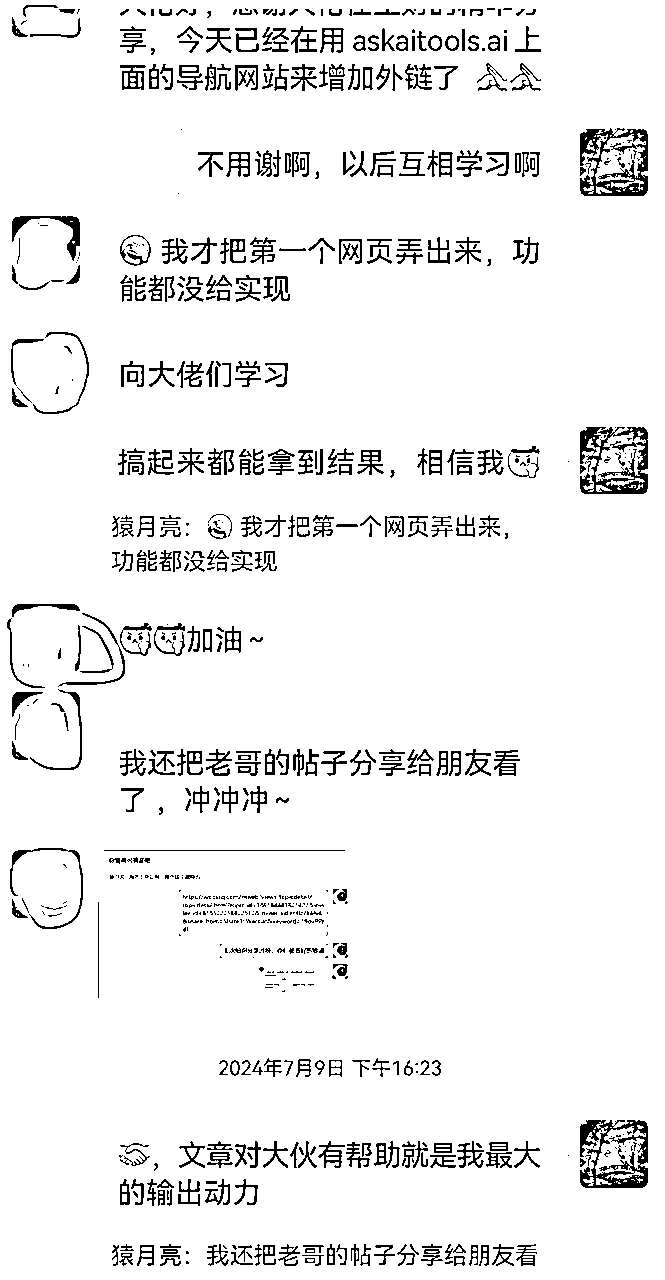 享，今天已经在用 askaitools.ai 上
面的导航网站来增加外链了
不用谢啊，以后互相学习啊
我才把第一个网页弄出来，功
能都没给实现
向大佬们学习
搞起来都能拿到结果，相信我
猿月亮： 我才把第一个网页弄出来，
功能都没给实现
加油~
我还把老哥的帖子分享给朋友看
了，冲冲冲~
2024年7月9日 下午16:23
，文章对大伙有帮助就是我最大
的输出动力
猿月亮：我还把老哥的帖子分享给朋友看